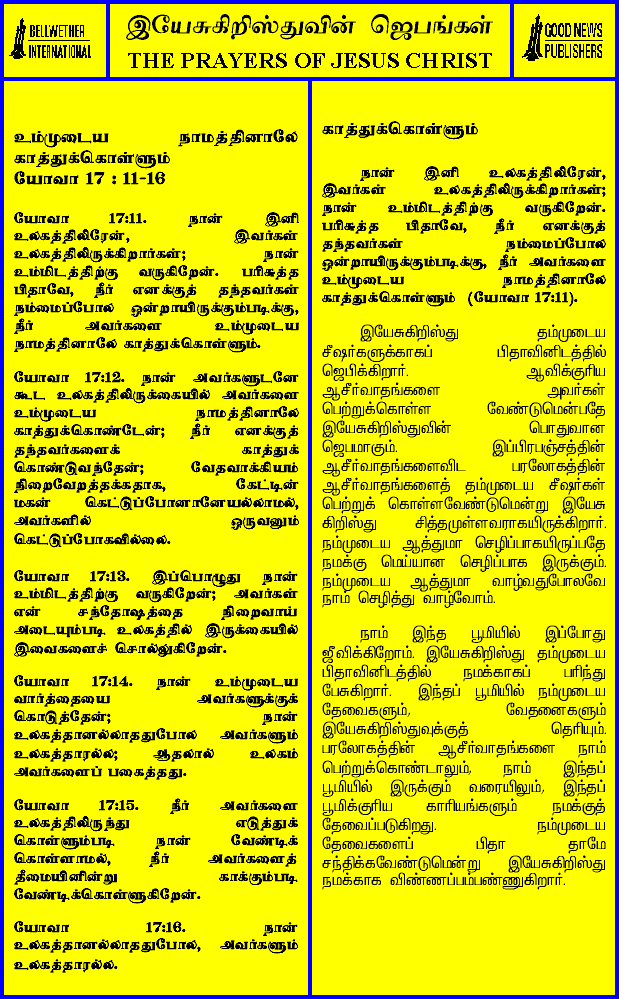 BELLWETHER
INTERNATIONAL
இயேசுகிறிஸ்துவின் ஜெபங்கள்
THE PRAYERS OF JESUS CHRIST
GOOD NEWS
PUBLISHERS
உம்முடைய நாமத்தினாலே
காத்துக்கொள்ளும்
யோவா 17 : 11-16
யோவா 17:11. நான் இனி
உலகத்திலிரேன், இவர்கள்
உலகத்திலிருக்கிறார்கள்; நான்
உம்மிடத்திற்கு வருகிறேன். பரிசுத்த
பிதாவே, நீர் எனக்குத் தந்தவர்கள்
நம்மைப்போல ஒன்றாயிருக்கும்படிக்கு,
நீர் அவர்களை உம்முடைய
நாமத்தினாலே காத்துக்கொள்ளும்.
யோவா 17:12. நான் அவர்களுடனே
கூட உலகத்திலிருக்கையில் அவர்களை
உம்முடைய நாமத்தினாலே
காத்துக்கொண்டேன்; நீர் எனக்குத்
தந்தவர்களைக் காத்துக்
கொண்டுவந்தேன்; வேதவாக்கியம்
நிறைவேறத்தக்கதாக, கேட்டின்
மகன் கெட்டுப்போனானேயல்லாமல்,
அவர்களில் ஒருவனும்
கெட்டுப்போகவில்லை.
யோவா 17:13. இப்பொழுது நான்
உம்மிடத்திற்கு வருகிறேன்; அவர்கள்
என் சந்தோஷத்தை நிறைவாய்
அடையும்படி உலகத்தில் இருக்கையில்
இவைகளைச் சொல்லுகிறேன்.
யோவா 17:14. நான் உம்முடைய
வார்த்தையை அவர்களுக்குக்
கொடுத்தேன்; நான்
உலகத்தானல்லாததுபோல அவர்களும்
உலகத்தாரல்ல; ஆதலால் உலகம்
அவர்களைப் பகைத்தது.
யோவா 17:15. நீர் அவர்களை
உலகத்திலிருந்து எடுத்துக்
கொள்ளும்படி நான் வேண்டிக்
கொள்ளாமல், நீர் அவர்களைத்
தீமையினின்று காக்கும்படி
வேண்டிக்கொள்ளுகிறேன்.
யோவா 17:16. நான்
உலகத்தானல்லாததுபோல, அவர்களும்
உலகத்தாரல்ல.
காத்துக்கொள்ளும்
நான் இனி உலகத்திலிரேன்,
இவர்கள் உலகத்திலிருக்கிறார்கள்;
நான் உம்மிடத்திற்கு வருகிறேன்.
பரிசுத்த பிதாவே, நீர் எனக்குத்
தந்தவர்கள் நம்மைப்போல
ஒன்றாயிருக்கும்படிக்கு, நீர் அவர்களை
உம்முடைய நாமத்தினாலே
காத்துக்கொள்ளும் (யோவா 17:11).
இயேசுகிறிஸ்து தம்முடைய
சீஷர்களுக்காகப் பிதாவினிடத்தில்
ஜெபிக்கிறார். ஆவிக்குரிய
ஆசீர்வாதங்களை அவர்கள்
பெற்றுக்கொள்ள வேண்டுமென்பதே
இயேசுகிறிஸ்துவின் பொதுவான
ஜெபமாகும். இப்பிரபஞ்சத்தின்
ஆசீர்வாதங்களைவிட பரலோகத்தின்
ஆசீர்வாதங்களைத் தம்முடைய சீஷர்கள்
பெற்றுக் கொள்ளவேண்டுமென்று இயேசு
கிறிஸ்து சித்தமுள்ளவராகயிருக்கிறார்.
நம்முடைய ஆத்துமா செழிப்பாகயிருப்பதே
நமக்கு மெய்யான செழிப்பாக இருக்கும்.
நம்முடைய ஆத்துமா வாழ்வதுபோலவே
நாம் செழித்து வாழ்வோம்.
நாம் இந்த பூமியில் இப்போது
ஜீவிக்கிறோம். இயேசுகிறிஸ்து தம்முடைய
பிதாவினிடத்தில் நமக்காகப் பரிந்து
பேசுகிறார். இந்தப் பூமியில் நம்முடைய
தேவைகளும், வேதனைகளும்
இயேசுகிறிஸ்துவுக்குத் தெரியும்.
பரலோகத்தின் ஆசீர்வாதங்களை நாம்
பெற்றுக்கொண்டாலும், நாம் இந்தப்
பூமியில் இருக்கும் வரையிலும், இந்தப்
பூமிக்குரிய காரியங்களும் நமக்குத்
தேவைப்படுகிறது. நம்முடைய
தேவைகளைப் பிதா தாமே
சந்திக்கவேண்டுமென்று இயேசுகிறிஸ்து
நமக்காக விண்ணப்பம்பண்ணுகிறார்.